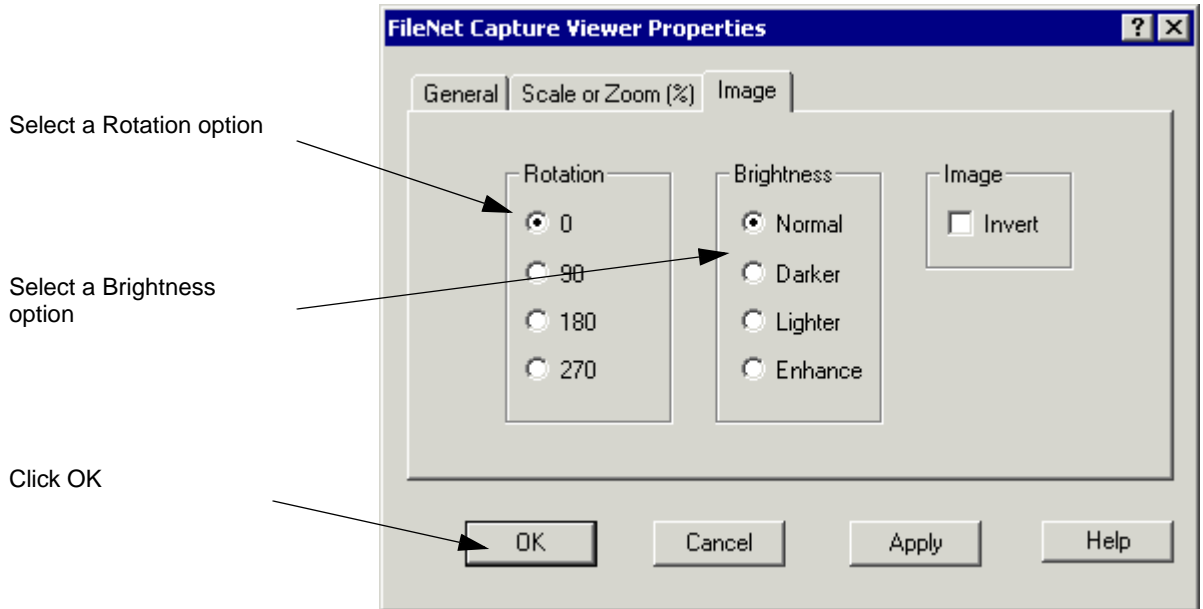 FileNet Capture Viewer Properties
General
Scale or Zoom (%)
Image
Select a Rotation option
Rotation
0
90
180
270
Brightness
Normal
Darker
Lighter
Enhance
Image
Invert
Select a Brightness
option
Click OK
OK
Cancel
Apply
Help